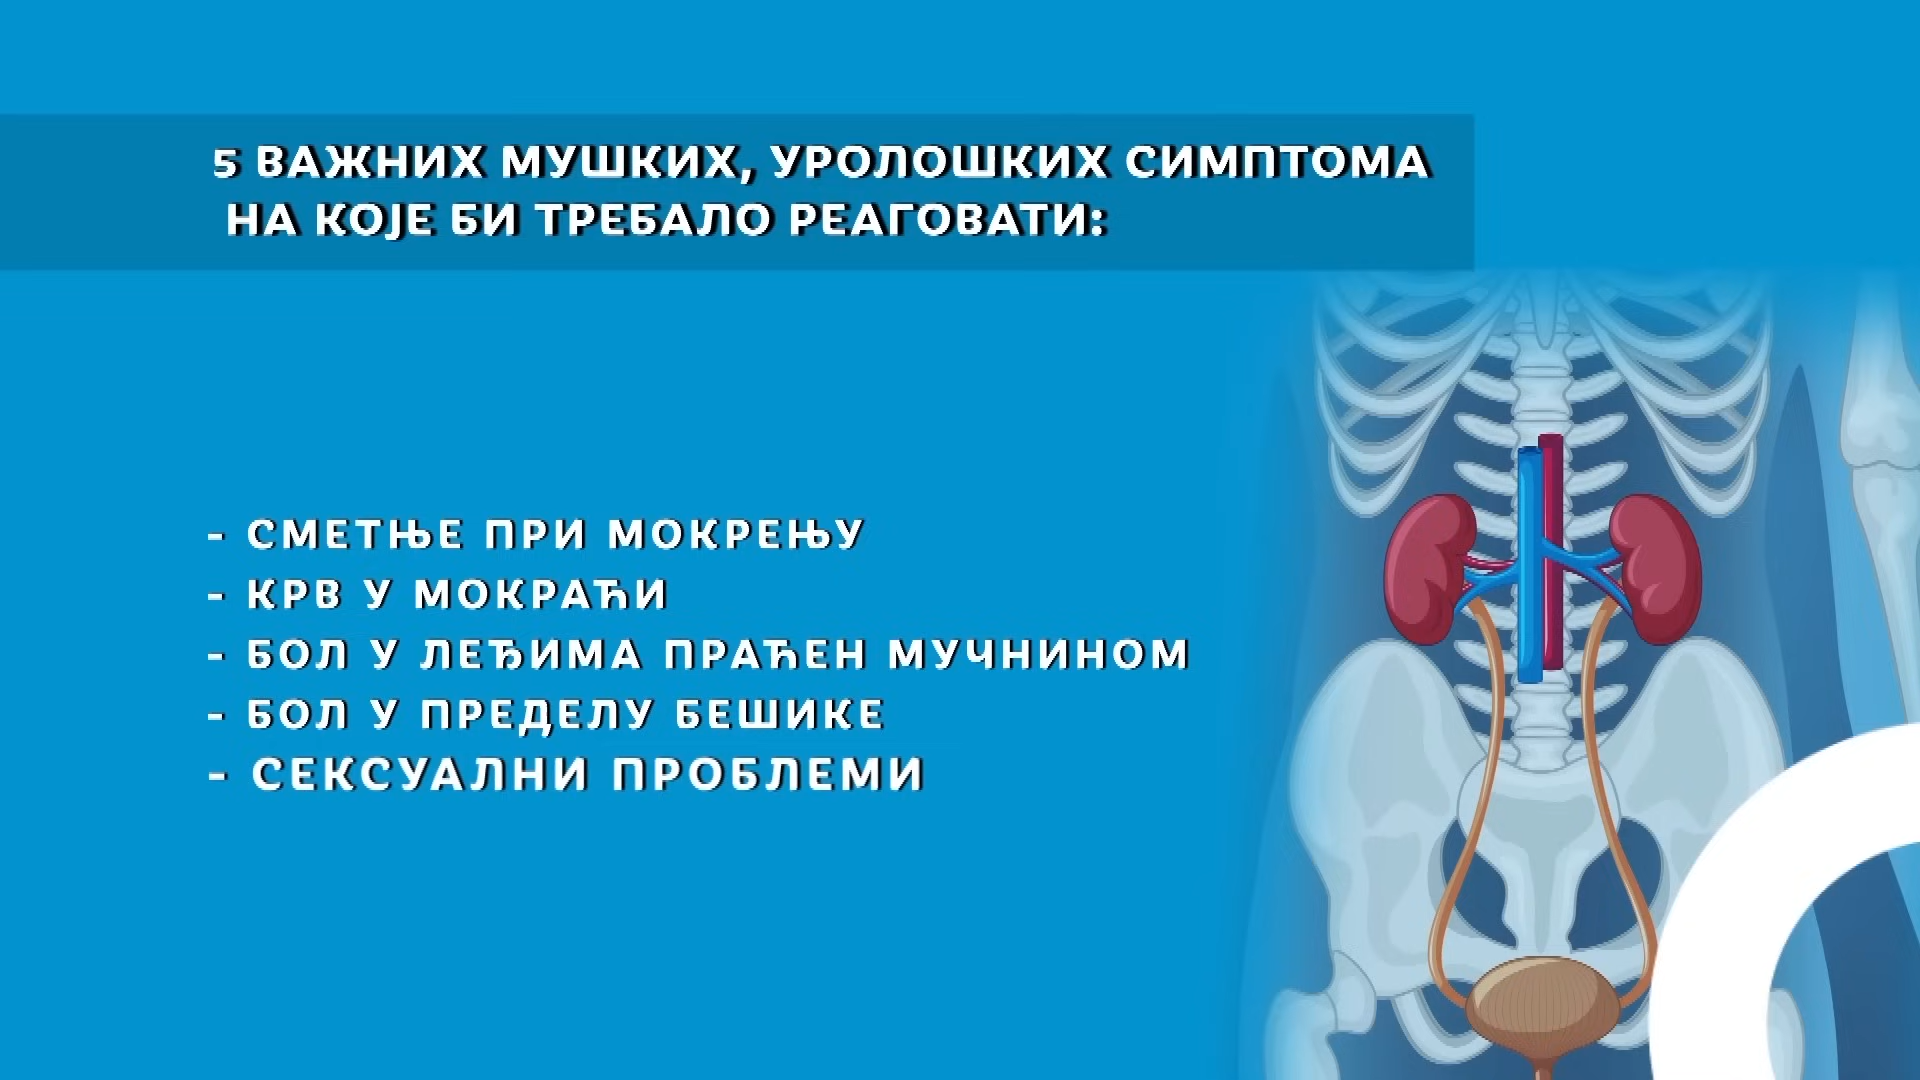 5 ВАЖНИХ МУШКИХ, УРОЛОШКИХ СИМПТОМА
НА КОЈЕ БИ ТРЕБАЛО РЕАГОВАТИ:
- СМЕТЊЕ ПРИ МОКРЕЊУ
- КРВ У МОКРАЋИ
- БОЛ У ЛЕЂИМА ПРАЋЕН МУЧНИНОМ
- БОЛ У ПРЕДЕЛУ БЕШИКЕ
- СЕКСУАЛНИ ПРОБЛЕМИ